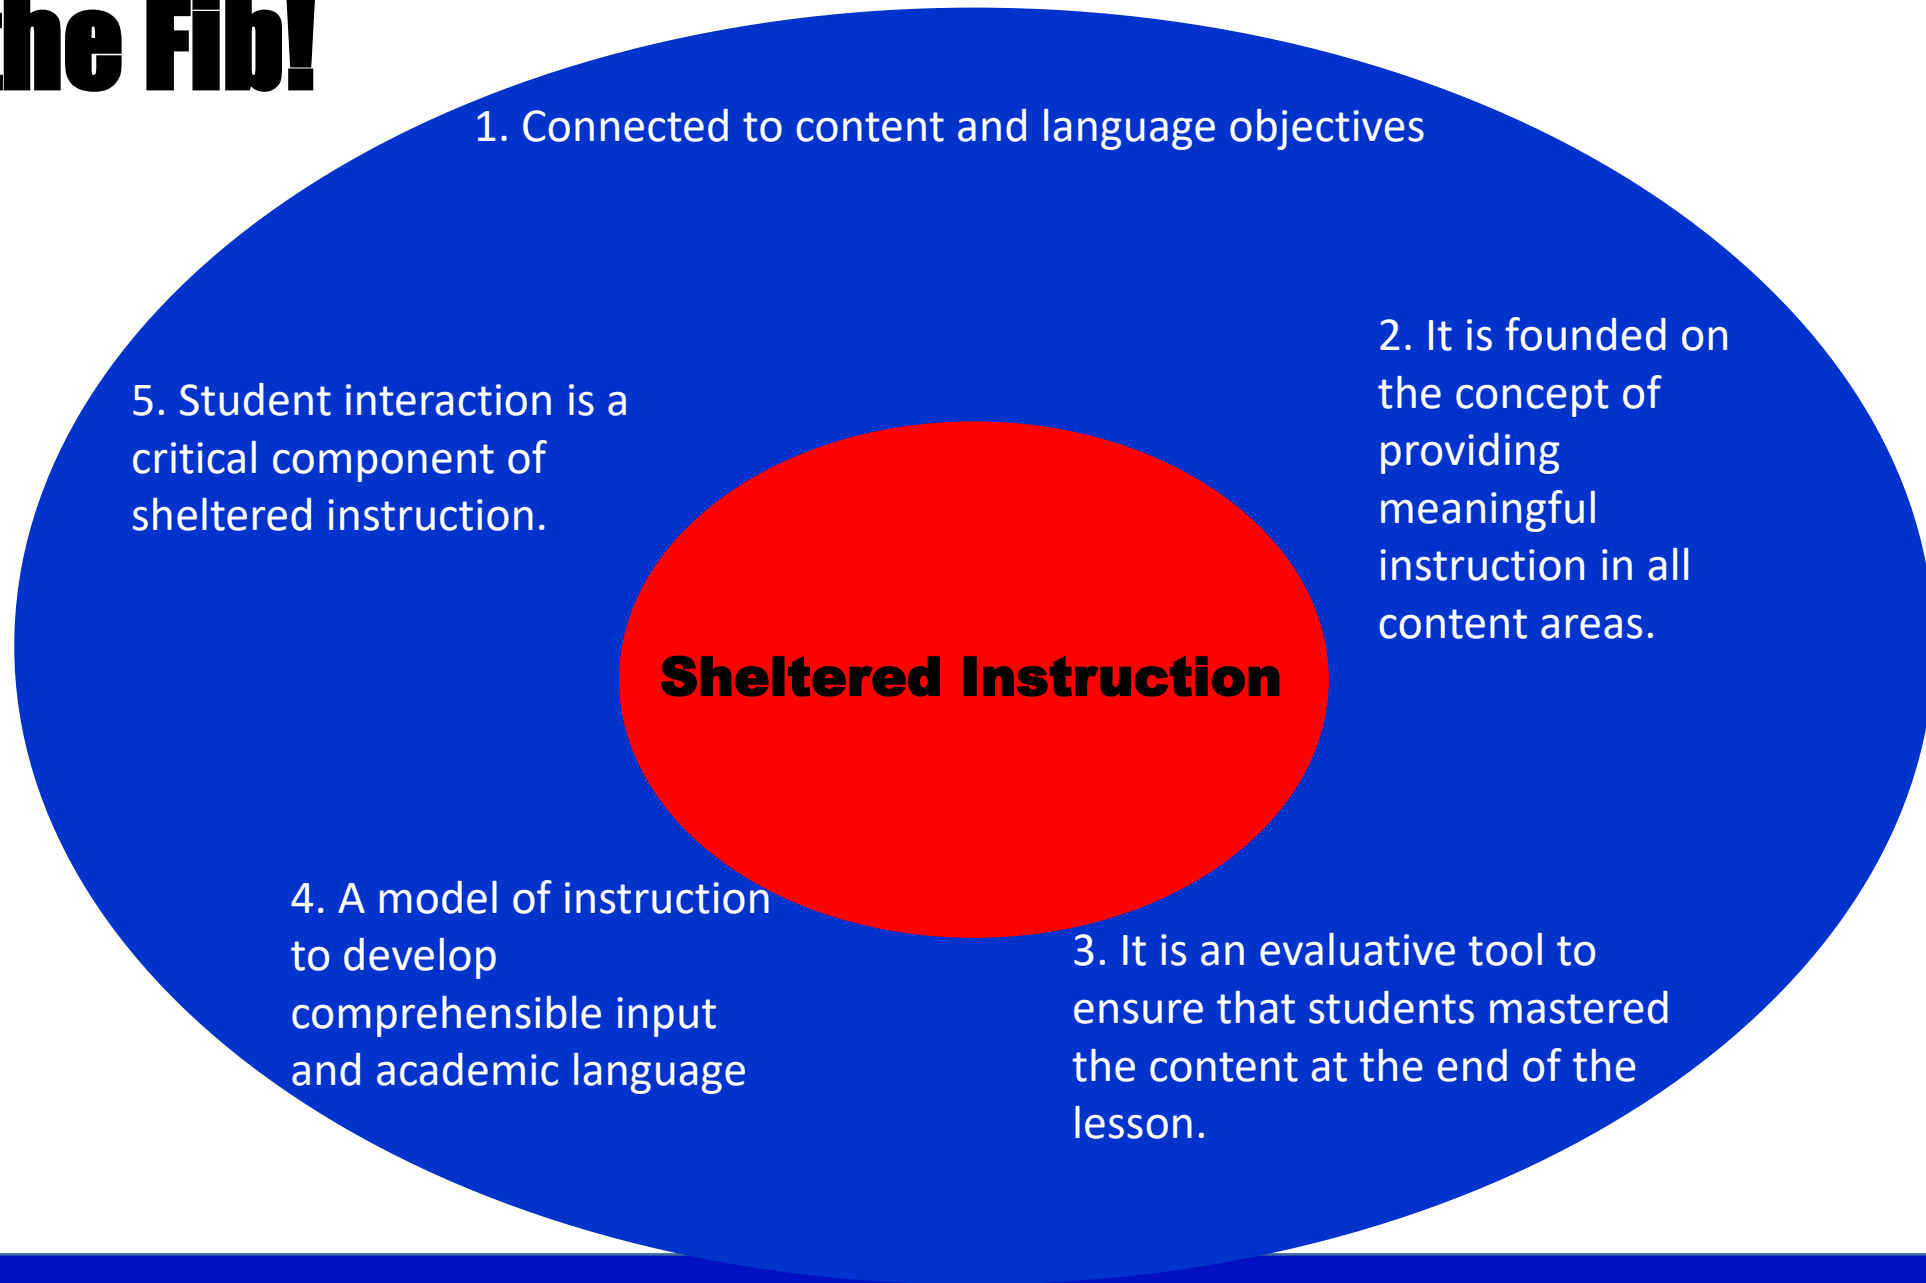 the Fib!
1. Connected to content and language objectives
2. It is founded on
the concept of
providing
meaningful
instruction in all
content areas.
5. Student interaction is a
critical component of
sheltered instruction.
Sheltered Instruction
4. A model of instruction
to develop
comprehensible input
and academic language
3. It is an evaluative tool to
ensure that students mastered
the content at the end of the
lesson.